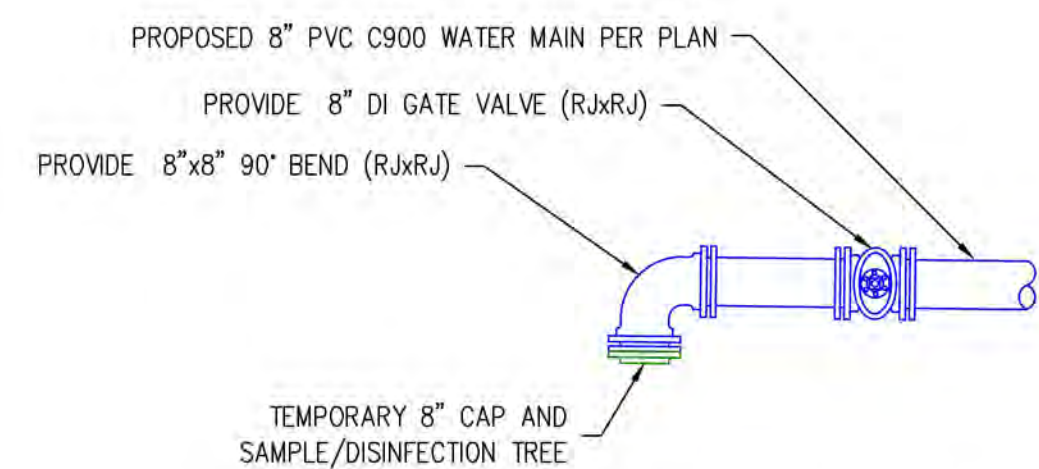 PROPOSED 8” PVC C900 WATER MAIN PER PLAN
PROVIDE 8” DI GATE VALVE (RJxRJ)
PROVIDE 8”x8” 90° BEND (RJxRJ)
TEMPORARY 8” CAP AND
SAMPLE/DISINFECTION TREE